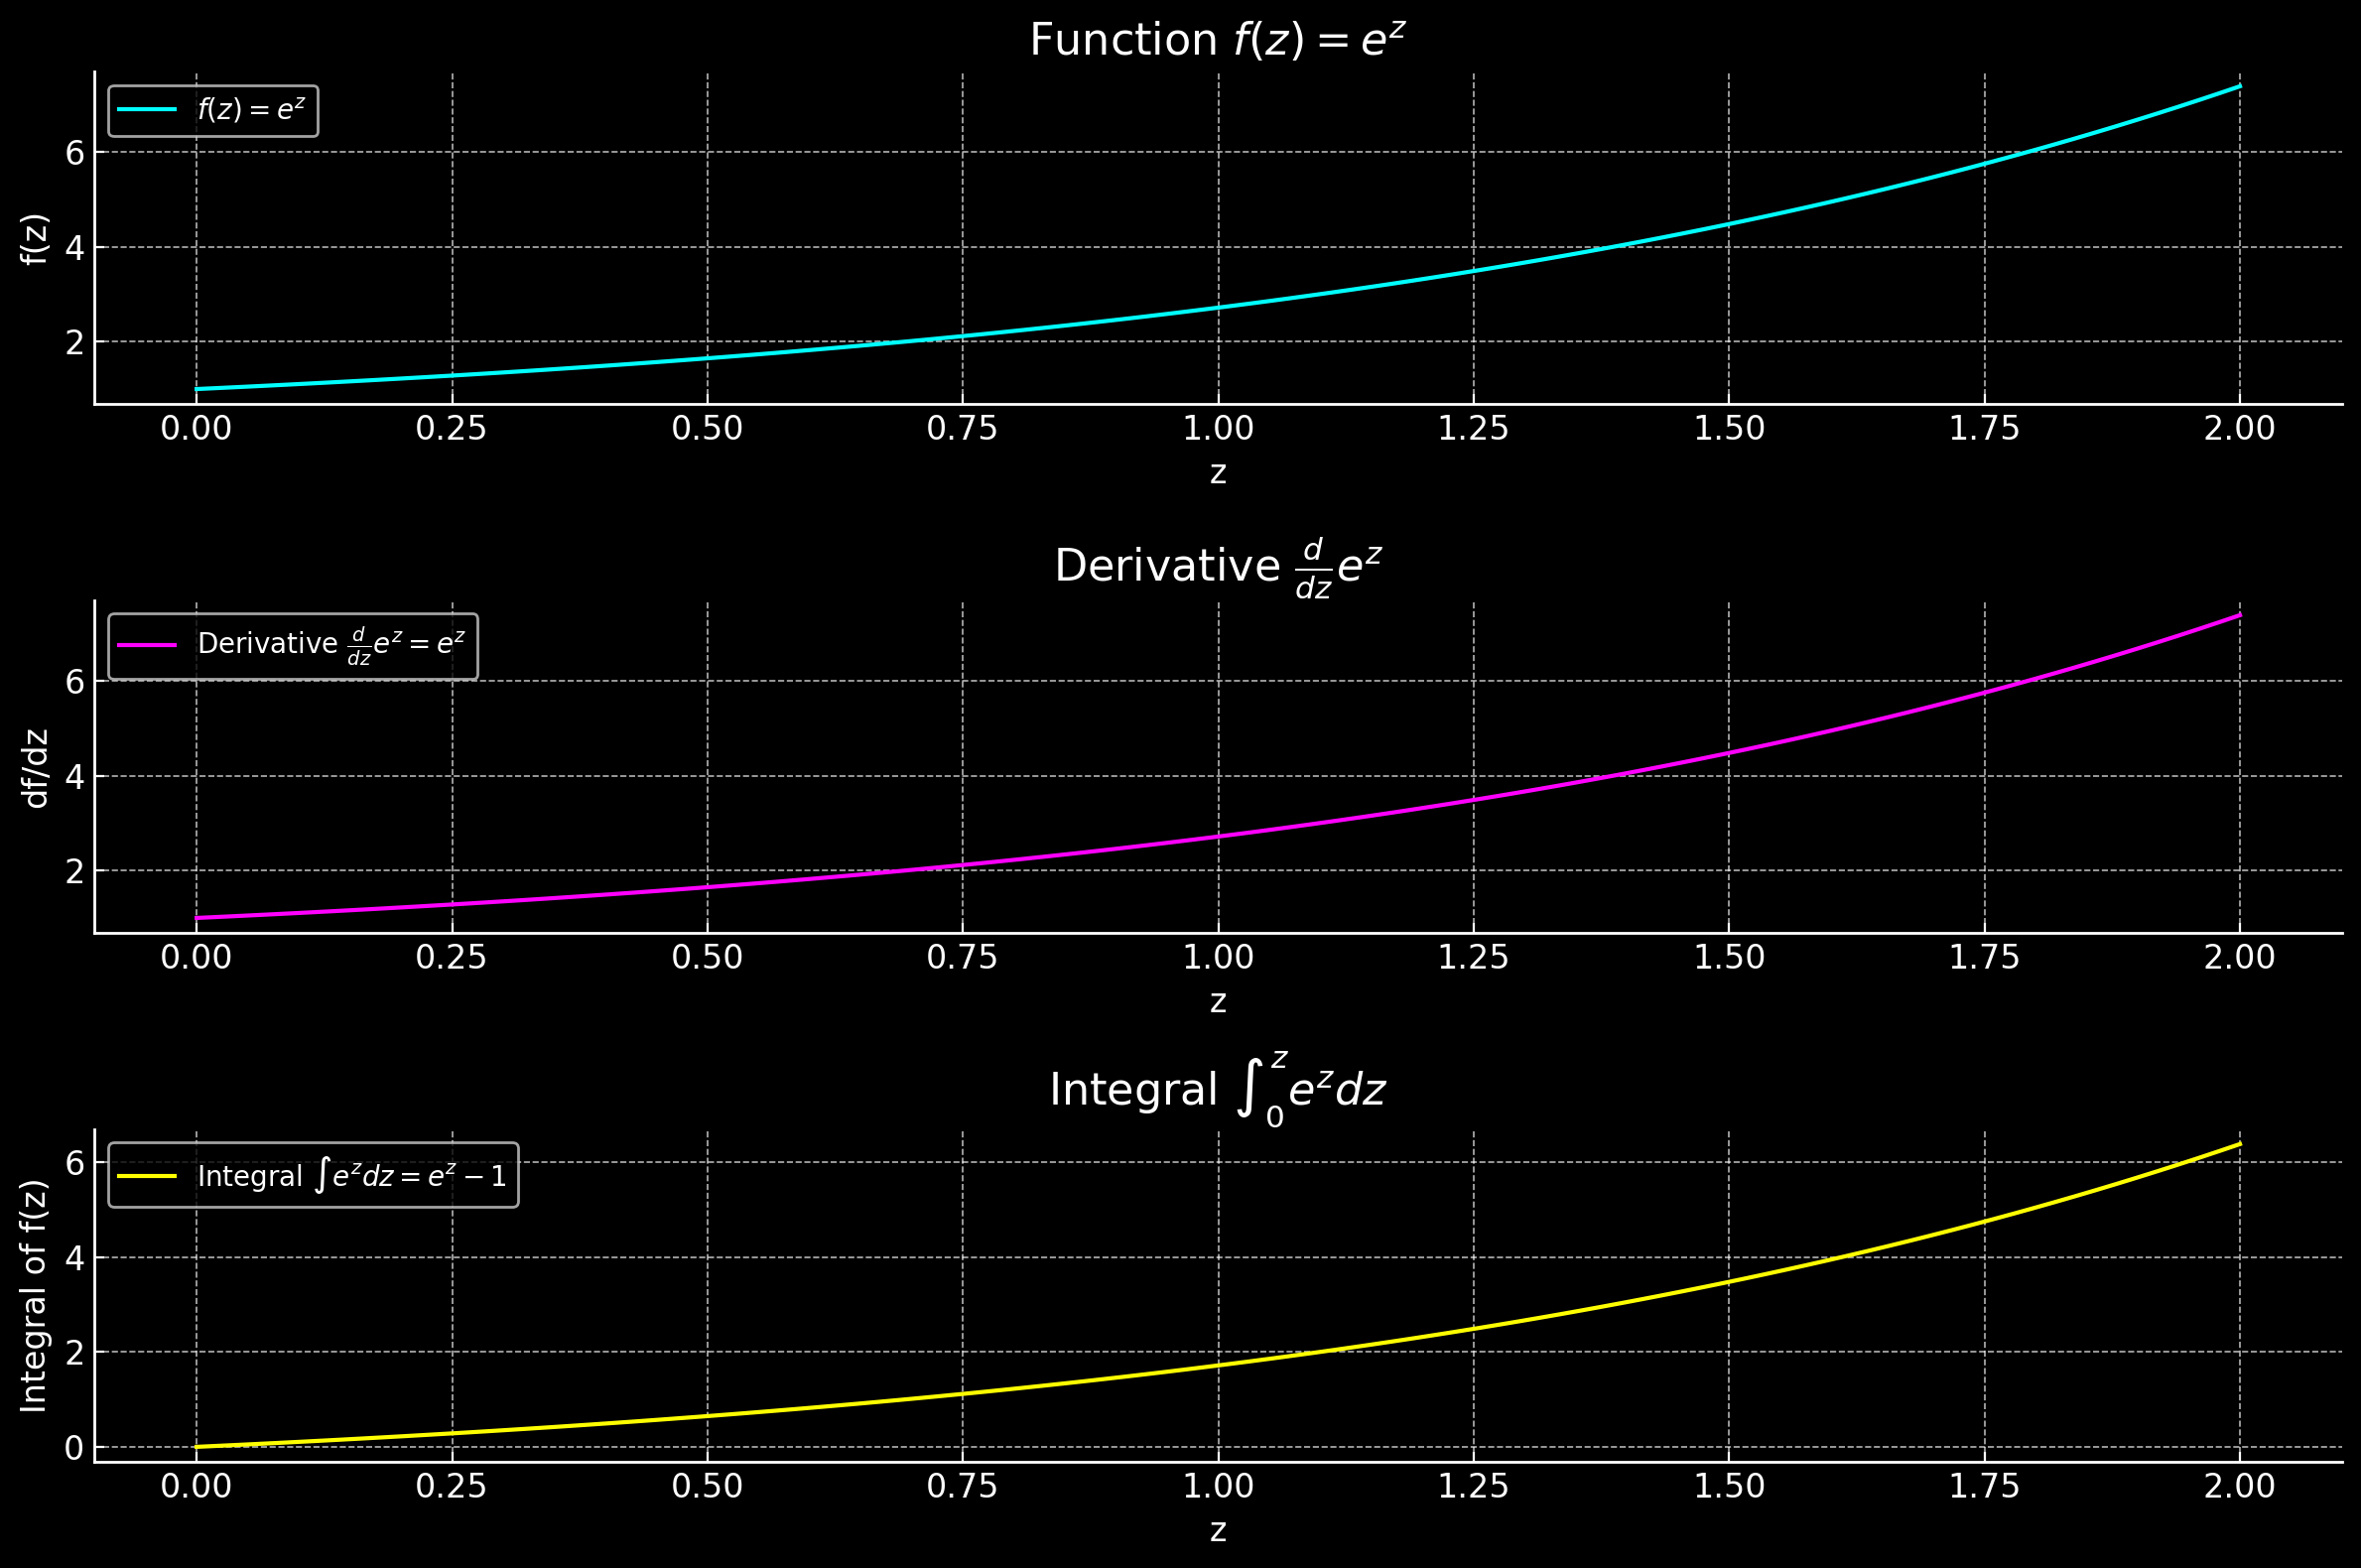 Function $f(z) = e^z$
$f(z) = e^z$
f(z)
6
4
2
0.00 0.25 0.50 0.75 1.00 1.25 1.50 1.75 2.00
z
Derivative $\frac{d}{dz}e^z$
Derivative $\frac{d}{dz}e^z = e^z$
df/dz
6
4
2
0.00 0.25 0.50 0.75 1.00 1.25 1.50 1.75 2.00
z
Integral $\int_0^z e^z dz$
Integral $\int e^z dz = e^z - 1$
Integral of f(z)
6
4
2
0
0.00 0.25 0.50 0.75 1.00 1.25 1.50 1.75 2.00
z